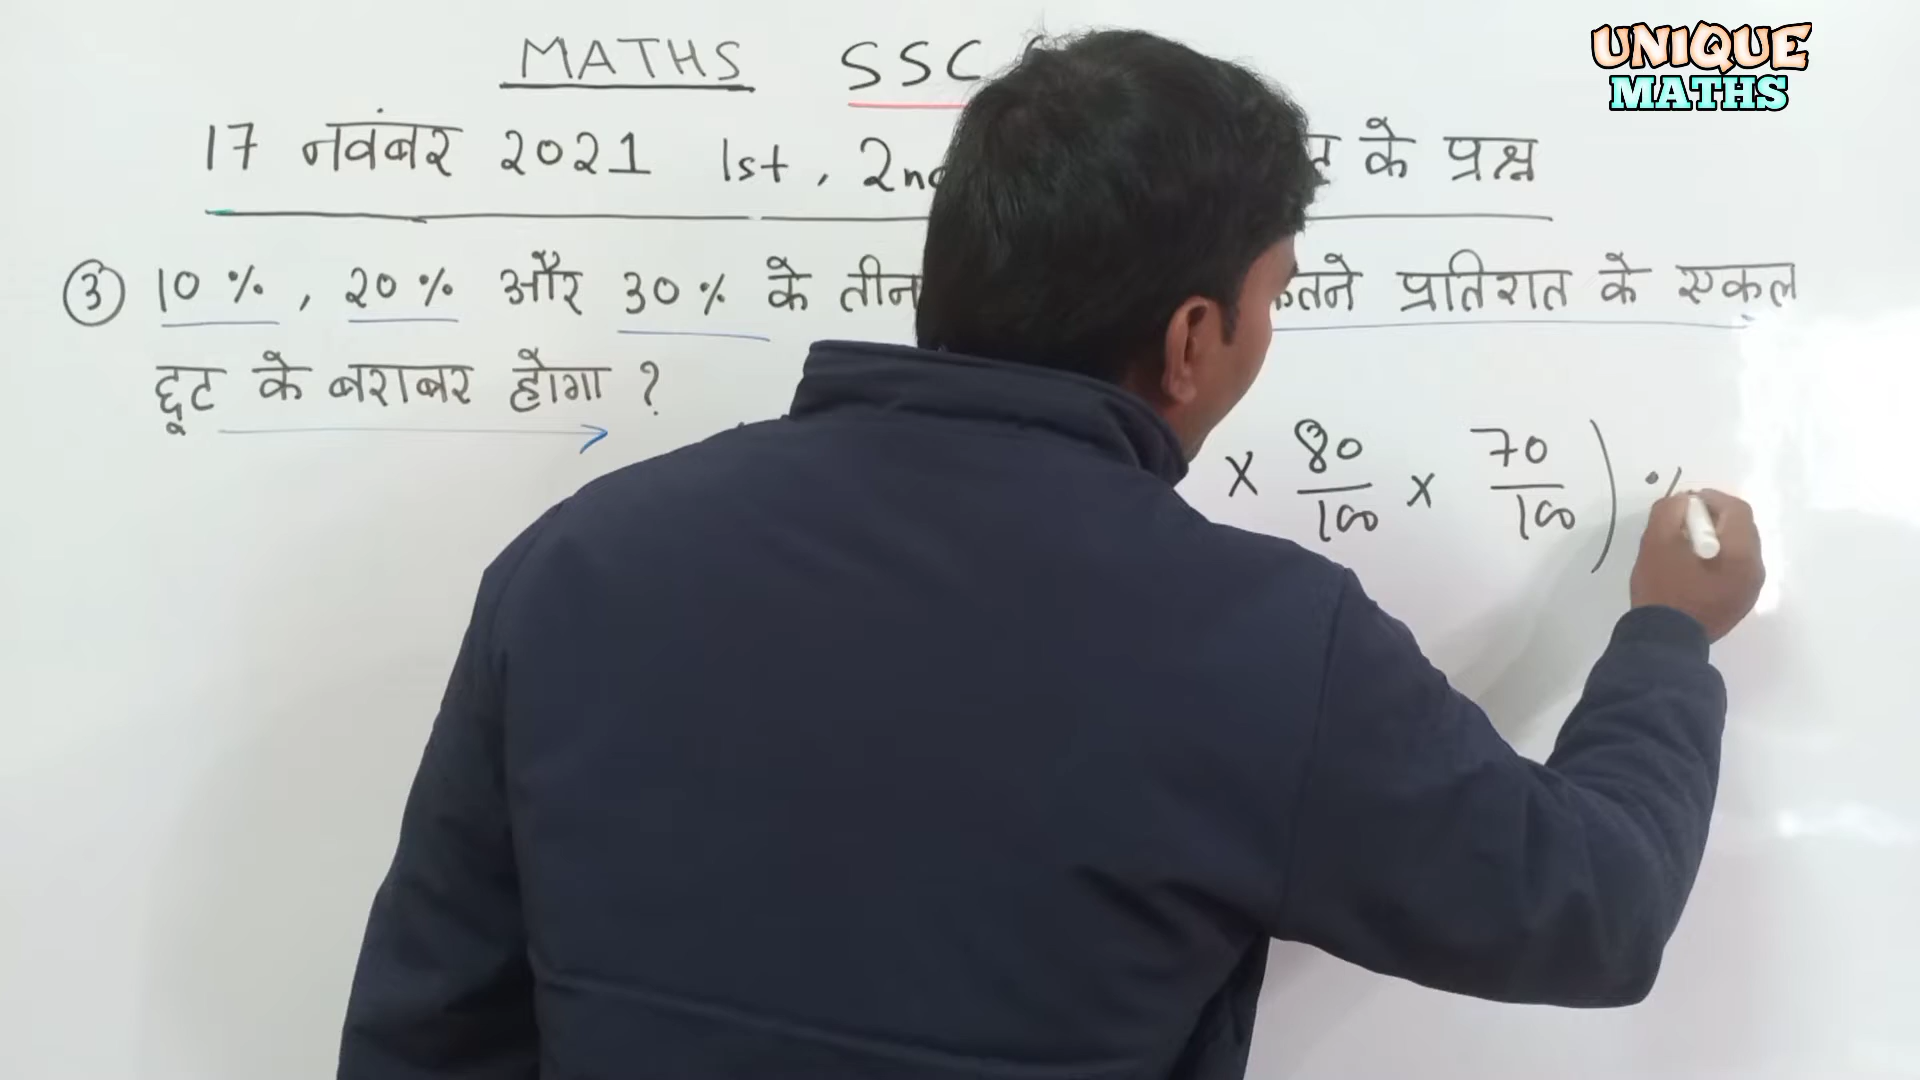 MATHS SSC
UNIQUE
MATHS
17 नवंबर 2021 1st, 2nd के प्रश्न
③ 10%, 20% और 30% के तीन प्रतिशत के एकल
छूट के बराबर होगा ?
× 80/100 × 70/100 ) %